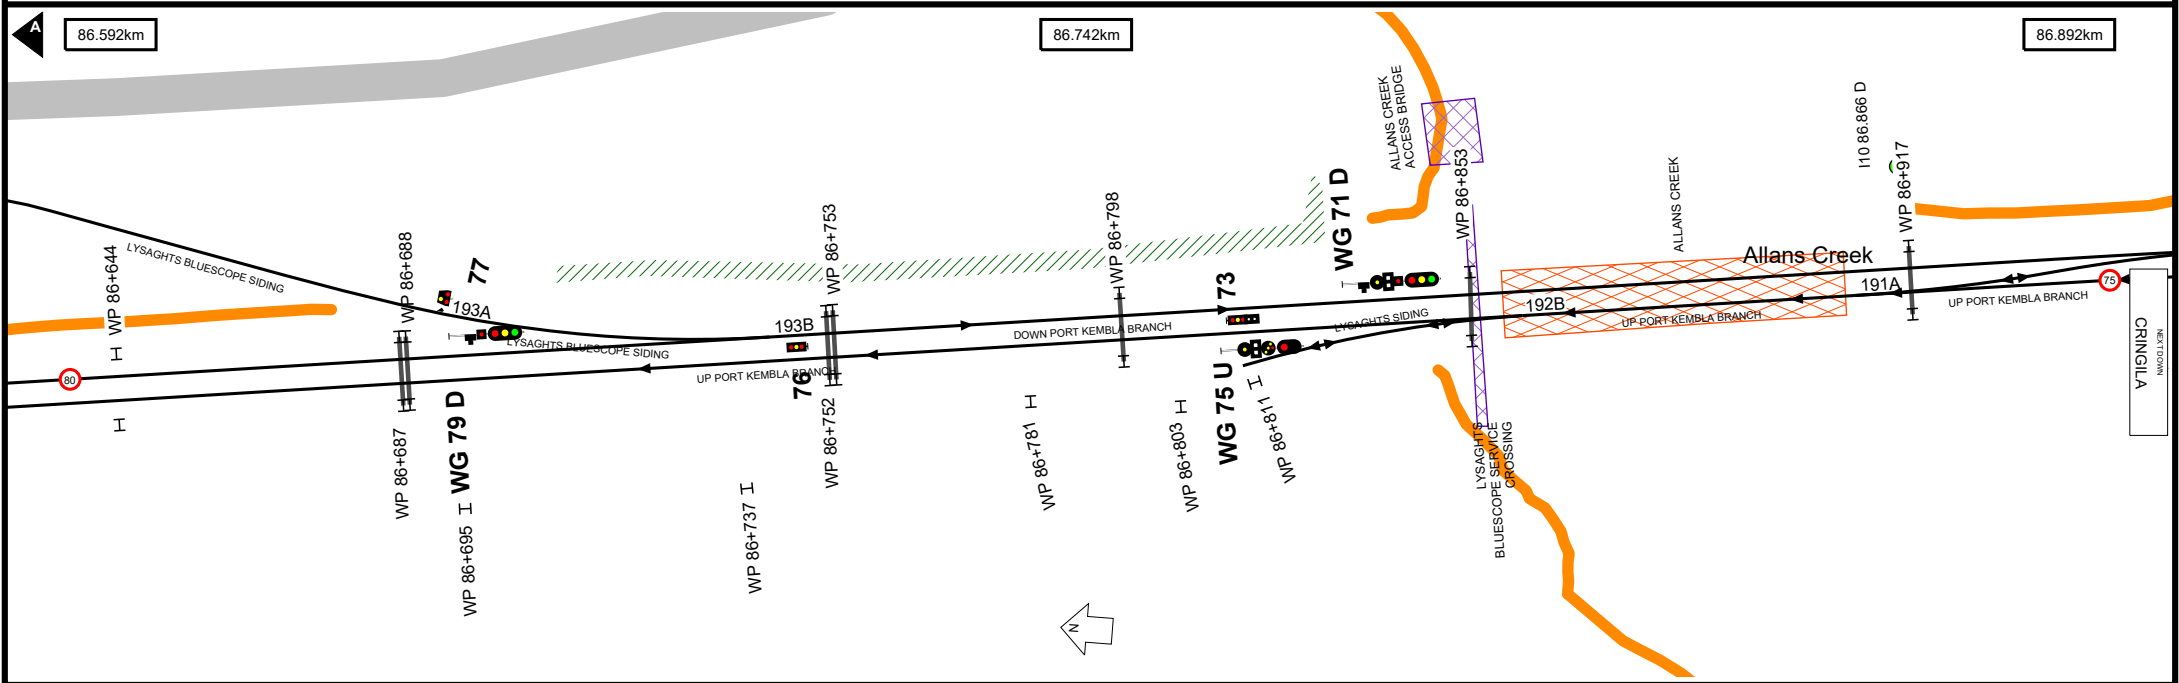 A
86.592km
86.742km
86.892km
ALLANS CREEK
ACCESS BRIDGE
I10 86.866 D
WP 86+644
LYSAGHTS BLUESCOPE SIDING
WP 86+688
77
193A
WP 86+753
WP 86+798
73
WG 71 D
WP 86+853
ALLANS CREEK
WP 86+917
Allans Creek
191A
192B
193B
DOWN PORT KEMBLA BRANCH
LYSAGHTS SIDING
UP PORT KEMBLA BRANCH
UP PORT KEMBLA BRANCH
75
80
LYSAGHTS BLUESCOPE SIDING
UP PORT KEMBLA BRANCH
76
NEXT DOWN
CRINGILA
WP 86+687
WG 79 D
WP 86+695
WP 86+737
WP 86+752
WP 86+781
WP 86+803
WG 75 U
WP 86+811
LYSAGHTS
BLUESCOPE SERVICE
CROSSING
N